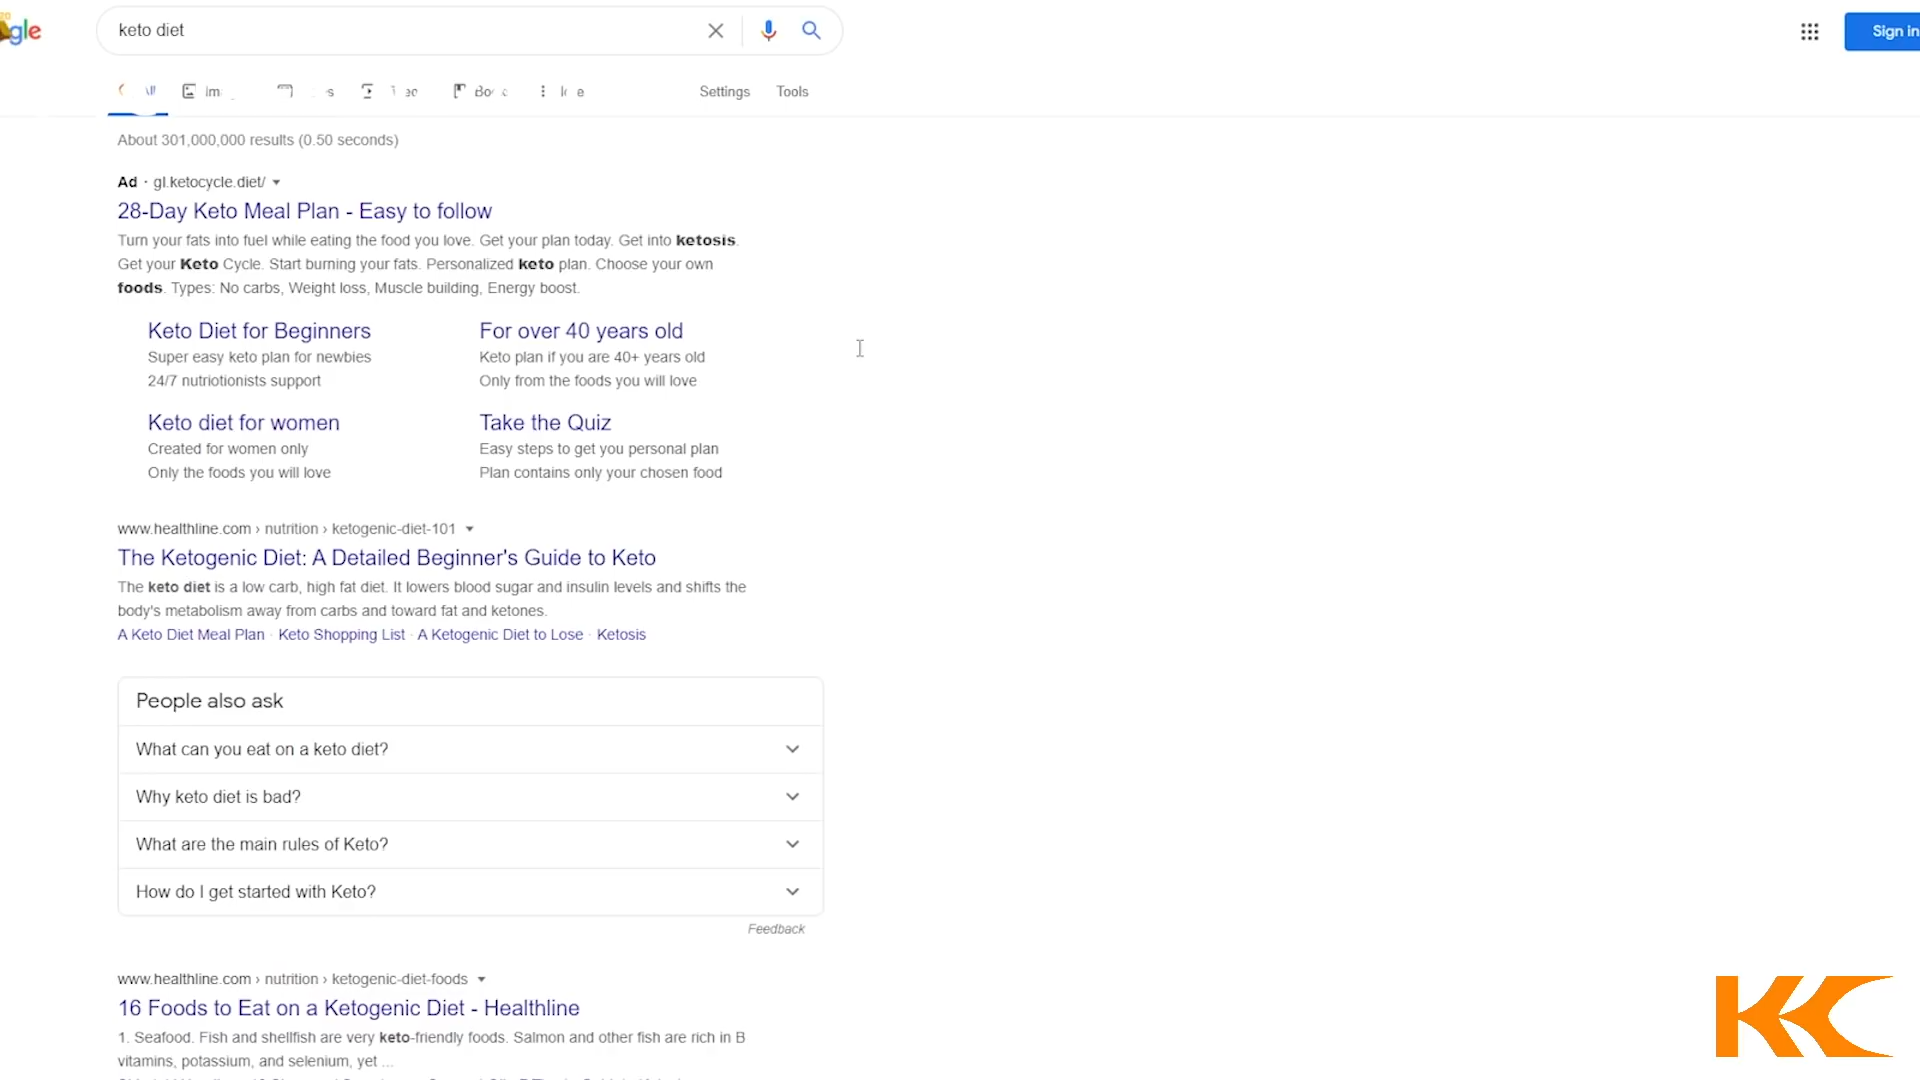 gle
keto diet
Sign in
All
Settings
Tools
About 301,000,000 results (0.50 seconds)
Ad · gl.ketocycle.diet/
28-Day Keto Meal Plan - Easy to follow
Turn your fats into fuel while eating the food you love. Get your plan today. Get into ketosis.
Get your Keto Cycle. Start burning your fats. Personalized keto plan. Choose your own
foods. Types: No carbs, Weight loss, Muscle building, Energy boost.
Keto Diet for Beginners
Super easy keto plan for newbies
24/7 nutriotionists support
For over 40 years old
Keto plan if you are 40+ years old
Only from the foods you will love
Keto diet for women
Created for women only
Only the foods you will love
Take the Quiz
Easy steps to get you personal plan
Plan contains only your chosen food
www.healthline.com › nutrition › ketogenic-diet-101
The Ketogenic Diet: A Detailed Beginner's Guide to Keto
The keto diet is a low carb, high fat diet. It lowers blood sugar and insulin levels and shifts the
body's metabolism away from carbs and toward fat and ketones.
A Keto Diet Meal Plan · Keto Shopping List · A Ketogenic Diet to Lose · Ketosis
People also ask
What can you eat on a keto diet?
Why keto diet is bad?
What are the main rules of Keto?
How do I get started with Keto?
Feedback
www.healthline.com › nutrition › ketogenic-diet-foods
16 Foods to Eat on a Ketogenic Diet - Healthline
1. Seafood. Fish and shellfish are very keto-friendly foods. Salmon and other fish are rich in B
vitamins, potassium, and selenium, yet ...
KC